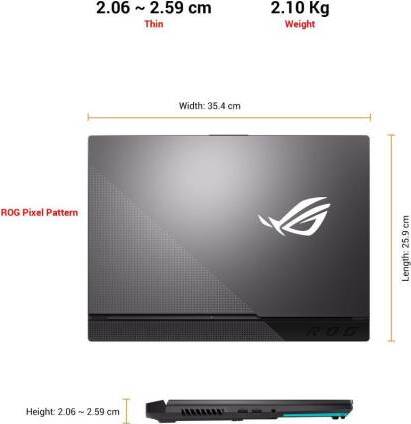 2.06 ~ 2.59 cm
Thin
2.10 Kg
Weight
Width: 35.4 cm
ROG Pixel Pattern
Length: 25.9 cm
ROG
Height: 2.06 ~ 2.59 cm